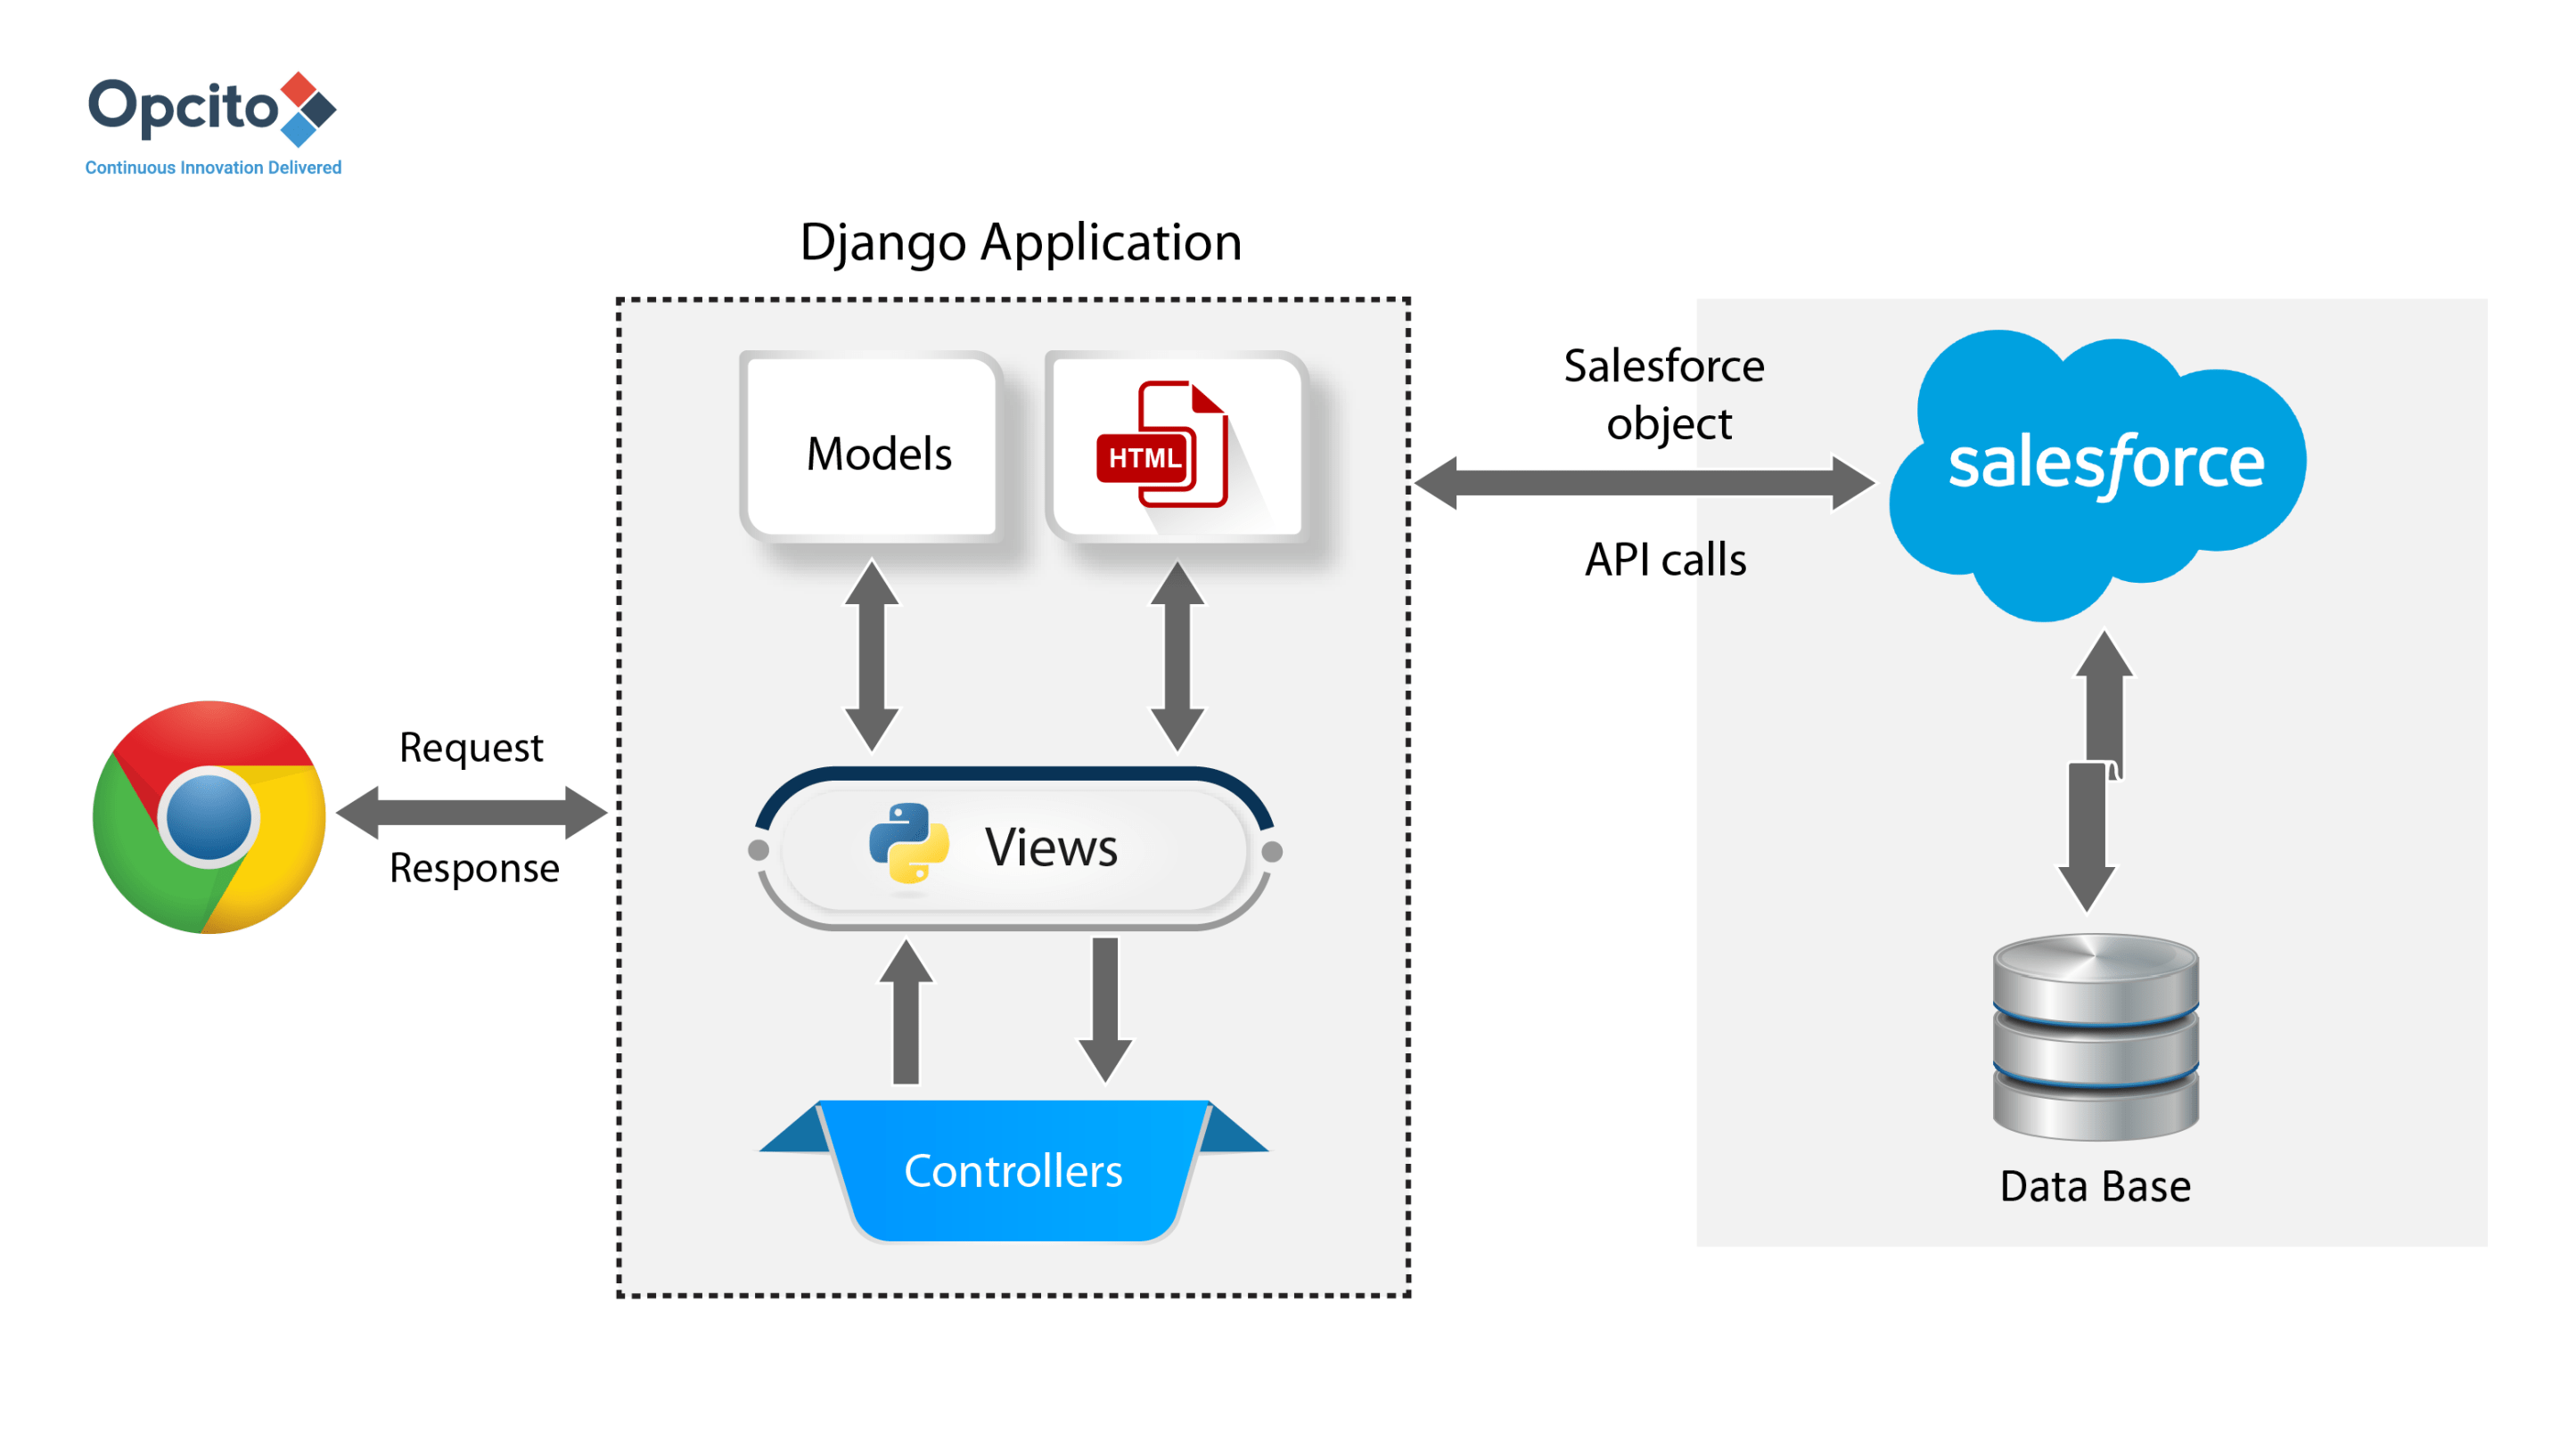 Opcito
Continuous Innovation Delivered
Django Application
Models
HTML
Salesforce
object
API calls
salesforce
Request
Response
Views
Controllers
Data Base